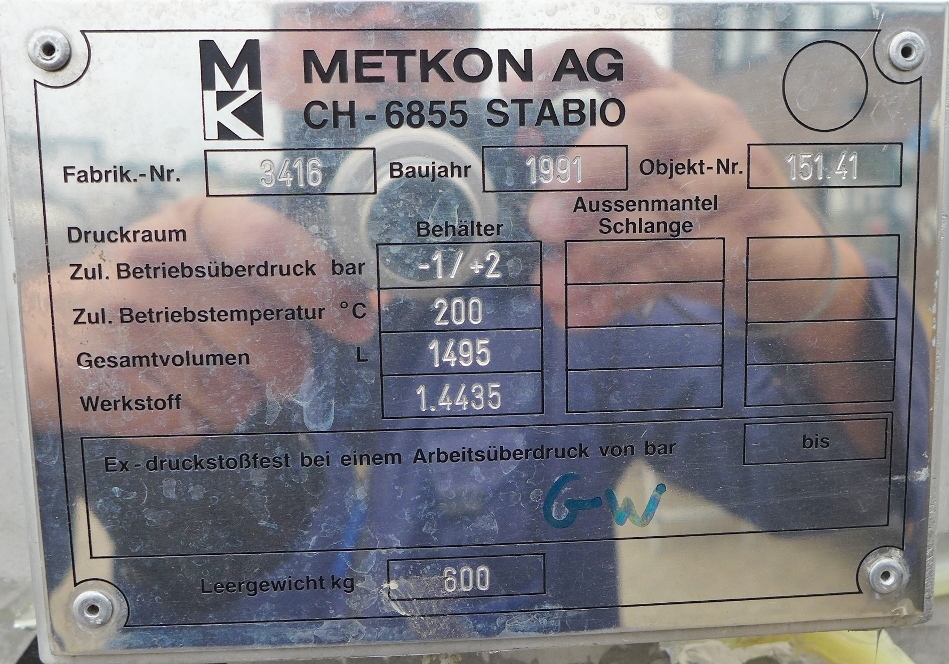 MK METKON AG
CH-6855 STABIO
Fabrik.-Nr. 3416 Baujahr 1991 Objekt-Nr. 151.41
Aussenmantel
Druckraum Behälter Schlange
Zul. Betriebsüberdruck bar -1/+2
Zul. Betriebstemperatur °C 200
Gesamtvolumen L 1495
Werkstoff 1.4435
Ex-druckstoßfest bei einem Arbeitsüberdruck von bar bis
G-Wi
Leergewicht kg 600